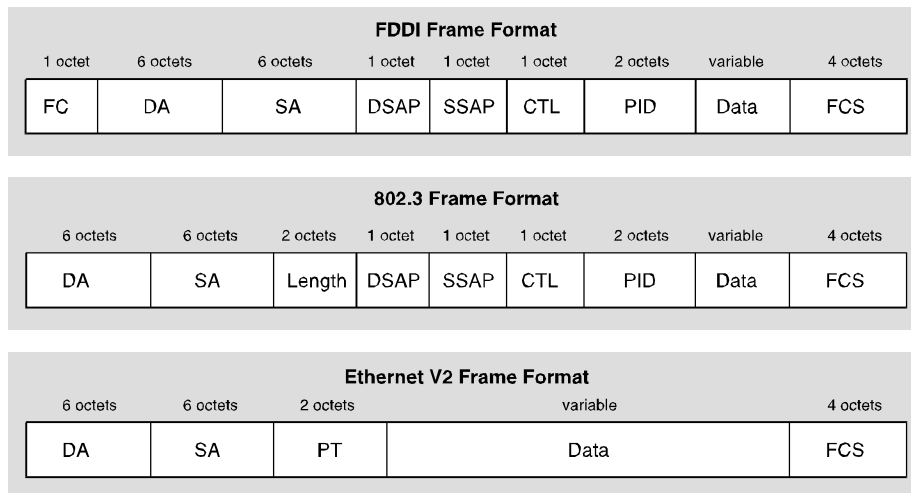 FDDI Frame Format
1 octet 6 octets 6 octets 1 octet 1 octet 1 octet 2 octets variable 4 octets
FC DA SA DSAP SSAP CTL PID Data FCS
802.3 Frame Format
6 octets 6 octets 2 octets 1 octet 1 octet 1 octet 2 octets variable 4 octets
DA SA Length DSAP SSAP CTL PID Data FCS
Ethernet V2 Frame Format
6 octets 6 octets 2 octets variable 4 octets
DA SA PT Data FCS